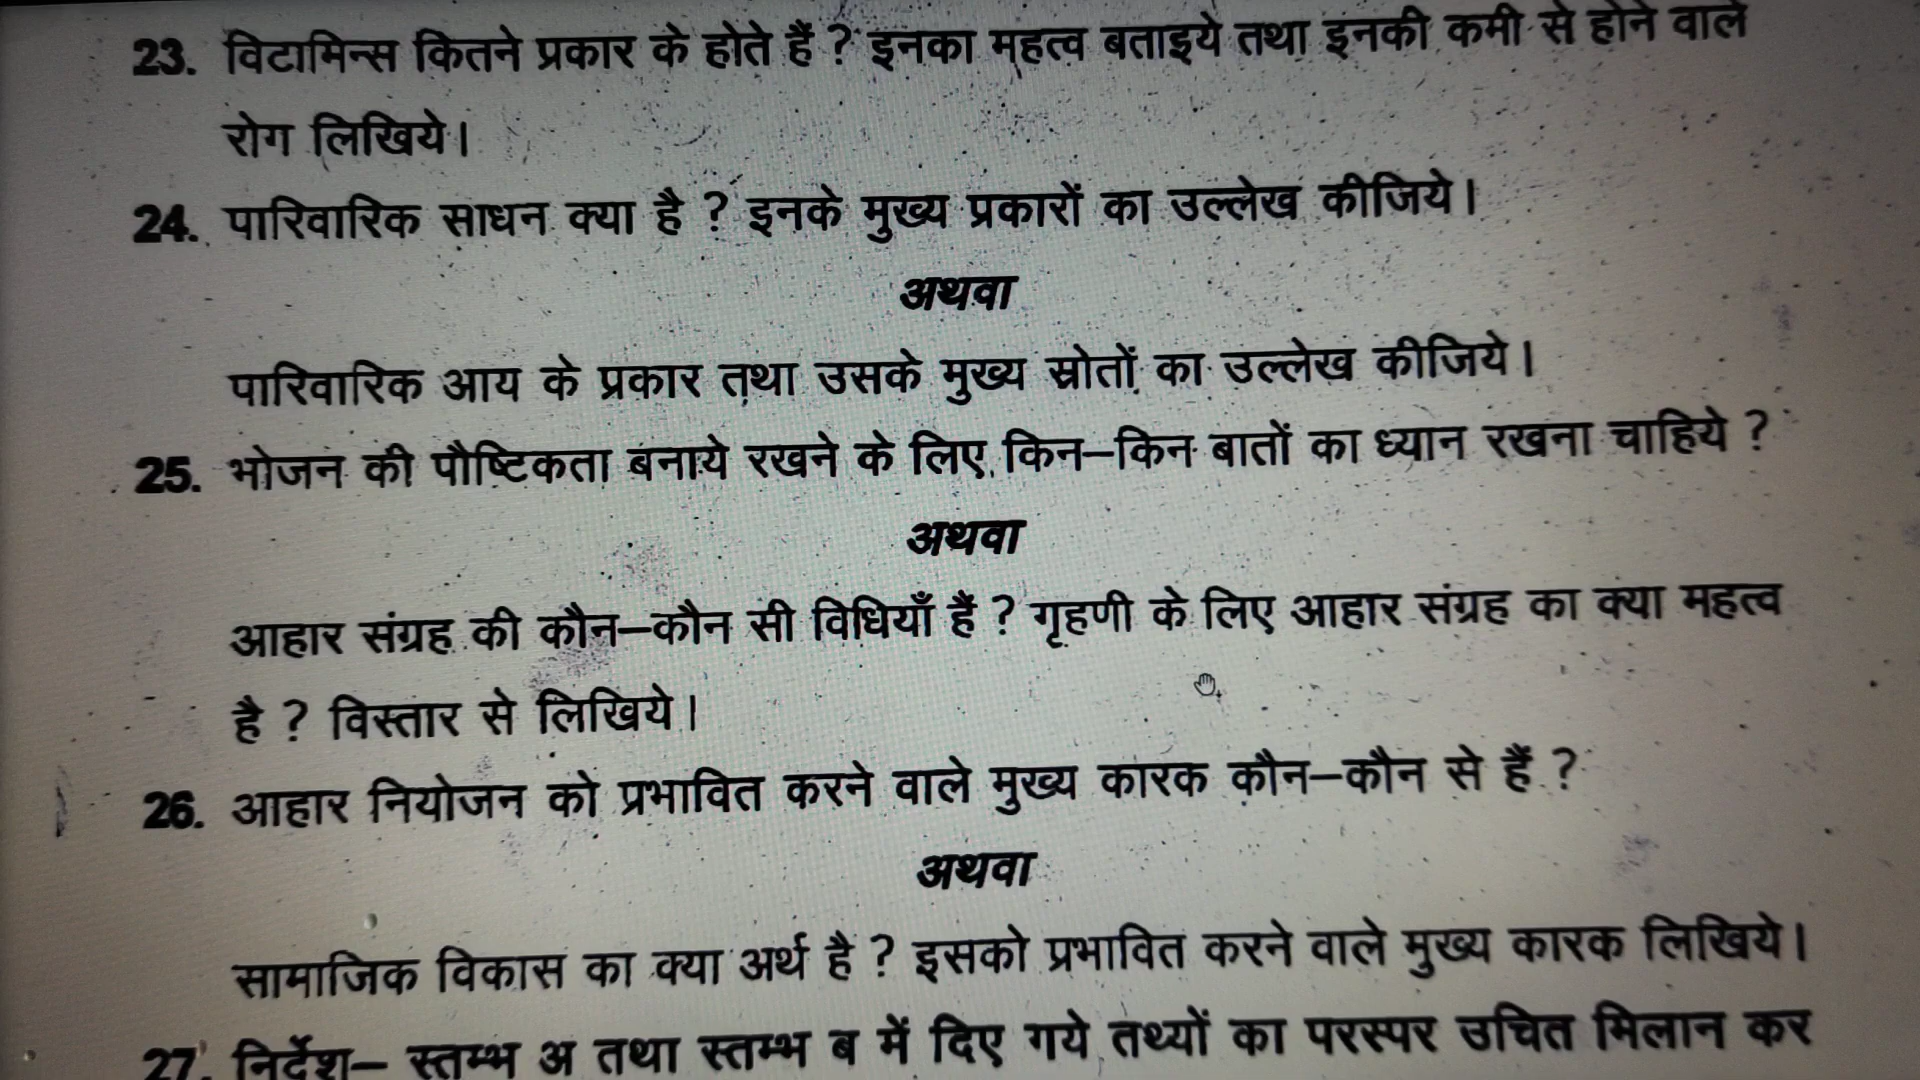 23. विटामिन्स कितने प्रकार के होते हैं ? इनका महत्व बताइये तथा इनकी कमी से होने वाले
रोग लिखिये।
24. पारिवारिक साधन क्या है ? इनके मुख्य प्रकारों का उल्लेख कीजिये।
अथवा
पारिवारिक आय के प्रकार तथा उसके मुख्य स्रोतों का उल्लेख कीजिये।
25. भोजन की पौष्टिकता बनाये रखने के लिए किन–किन बातों का ध्यान रखना चाहिये ?
अथवा
आहार संग्रह की कौन–कौन सी विधियाँ हैं ? गृहणी के लिए आहार संग्रह का क्या महत्व
है ? विस्तार से लिखिये।
26. आहार नियोजन को प्रभावित करने वाले मुख्य कारक कौन–कौन से हैं ?
अथवा
सामाजिक विकास का क्या अर्थ है ? इसको प्रभावित करने वाले मुख्य कारक लिखिये।
27. निर्देश– स्तम्भ अ तथा स्तम्भ ब में दिए गये तथ्यों का परस्पर उचित मिलान कर